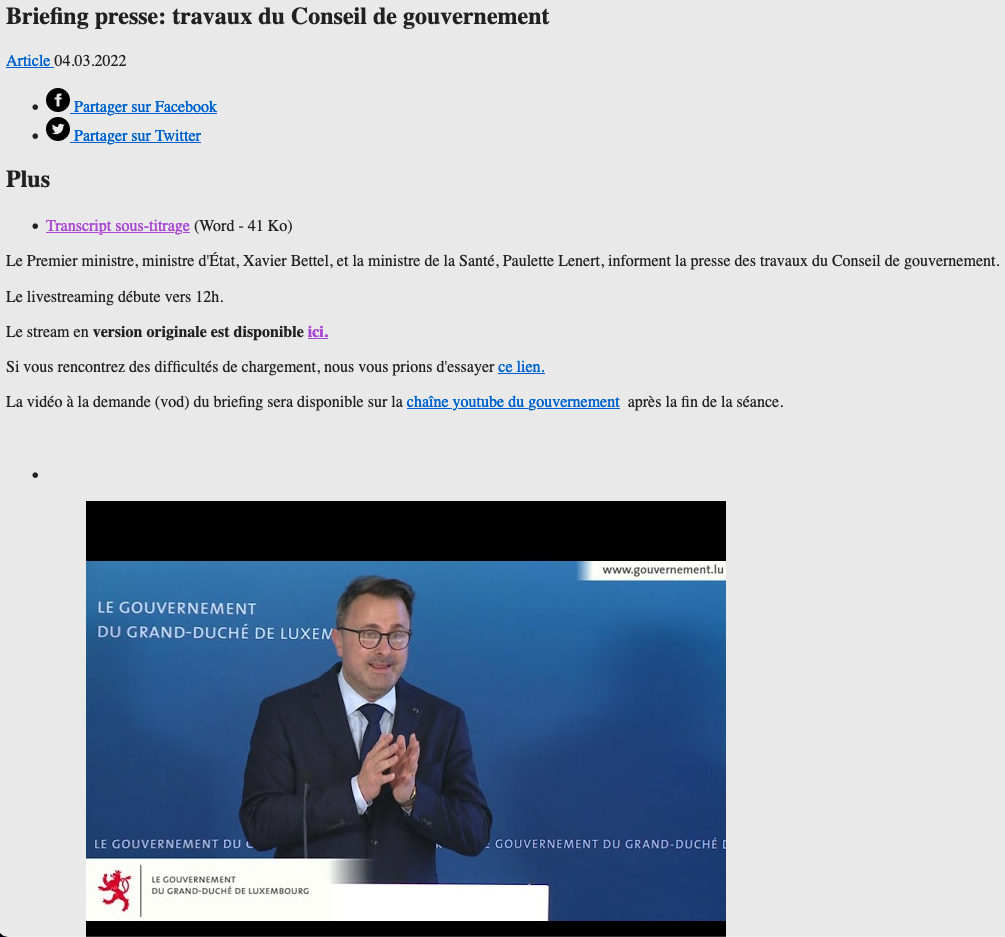 Briefing presse: travaux du Conseil de gouvernement
Article 04.03.2022
Partager sur Facebook
Partager sur Twitter
Plus
Transcript sous-titrage (Word - 41 Ko)
Le Premier ministre, ministre d'État, Xavier Bettel, et la ministre de la Santé, Paulette Lenert, informent la presse des travaux du Conseil de gouvernement.
Le livestreaming débute vers 12h.
Le stream en version originale est disponible ici.
Si vous rencontrez des difficultés de chargement, nous vous prions d'essayer ce lien.
La vidéo à la demande (vod) du briefing sera disponible sur la chaîne youtube du gouvernement après la fin de la séance.
www.gouvernement.lu
LE GOUVERNEMENT
DU GRAND-DUCHÉ DE LUXEM
LE GOUVERNEMENT DU G
GOUVERNEMENT DU GRAND-DUCHÉ D
LE GOUVERNEMENT
DU GRAND-DUCHÉ DE LUXEMBOURG